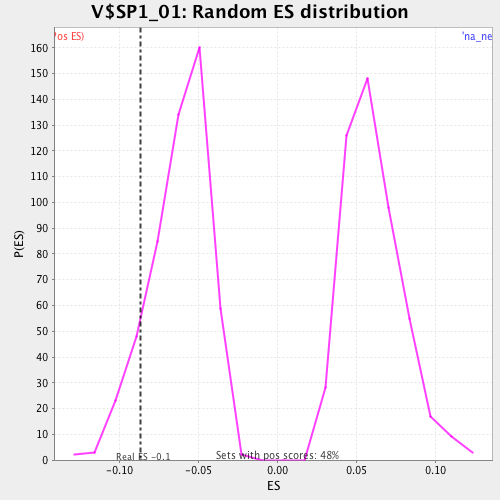 V$SP1_01: Random ES distribution
Pos ES)
'na_ne
160
150
140
130
120
110
100
90
80
70
60
50
40
30
20
10
0
P(ES)
Real ES -0.1
Sets with pos scores: 48%
-0.10 -0.05 0.00 0.05 0.10
ES